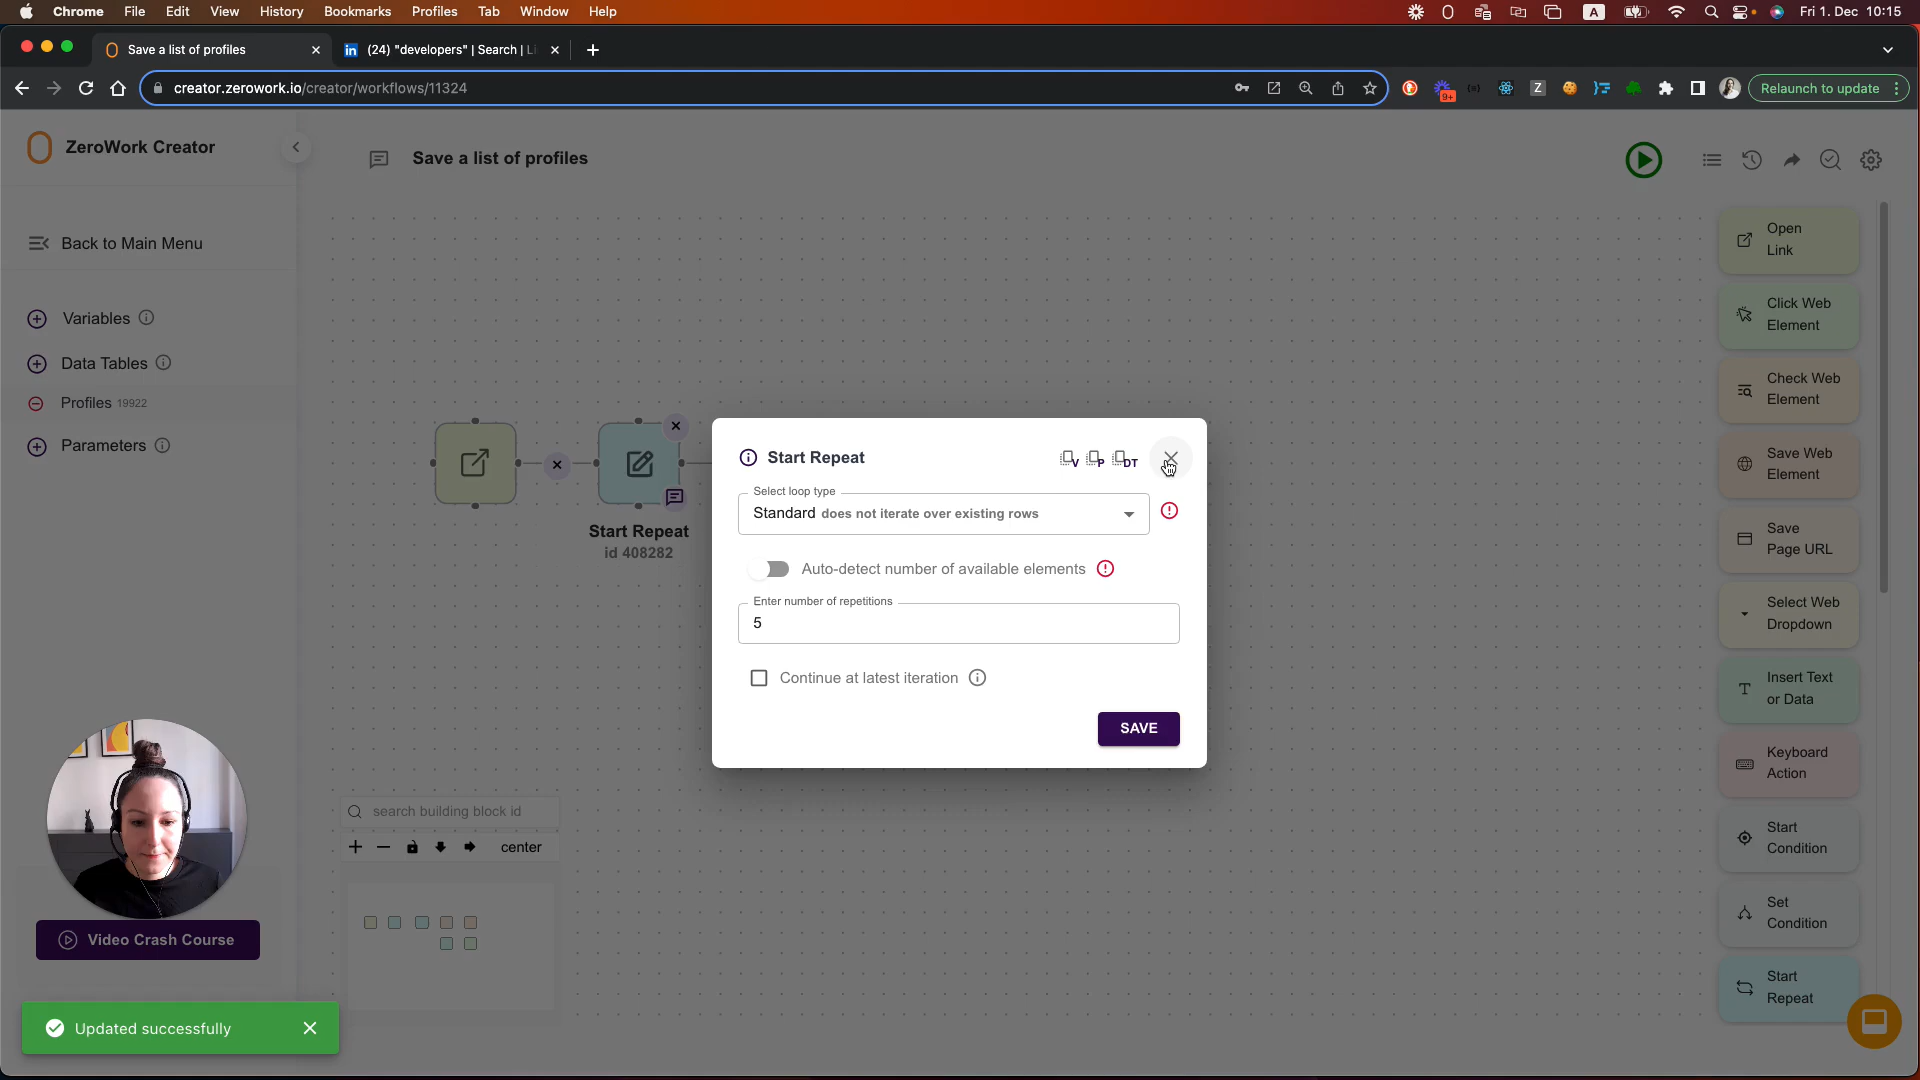 Chrome File Edit View History Bookmarks Profiles Tab Window Help
A
Fri 1. Dec 10:15
Save a list of profiles
(24) "developers" | Search | Li
creator.zerowork.io/creator/workflows/11324
9+
Z
Relaunch to update
ZeroWork Creator
Save a list of profiles
Back to Main Menu
Variables
Data Tables
Profiles 19922
Parameters
Start Repeat
id 408282
Start Repeat
V P DT
Select loop type
Standard does not iterate over existing rows
Auto-detect number of available elements
Enter number of repetitions
5
Continue at latest iteration
SAVE
search building block id
center
Video Crash Course
Updated successfully
Open
Link
Click Web
Element
Check Web
Element
Save Web
Element
Save
Page URL
Select Web
Dropdown
Insert Text
or Data
Keyboard
Action
Start
Condition
Set
Condition
Start
Repeat